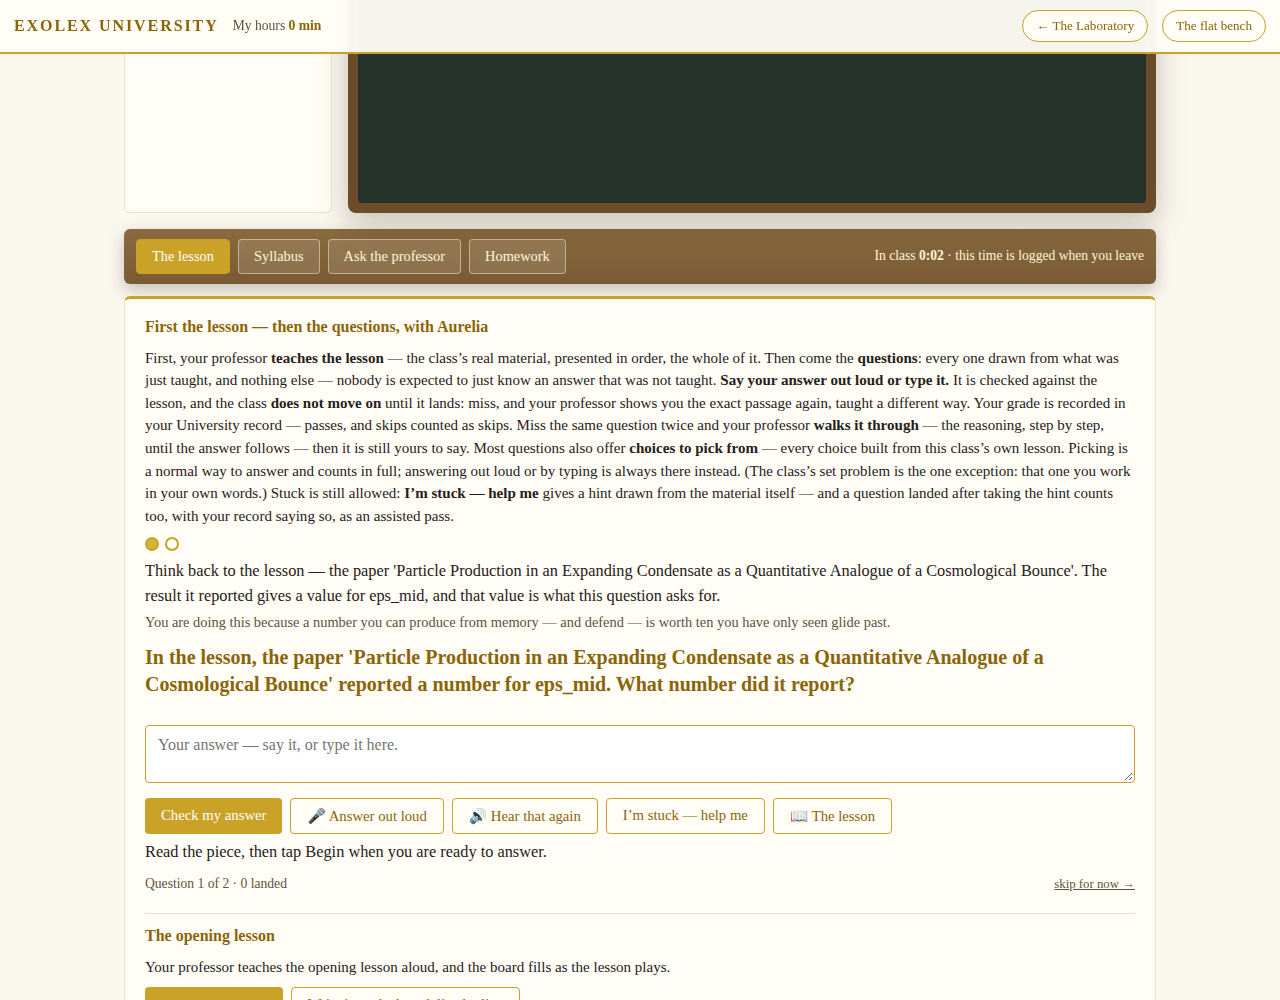 EXOLEX UNIVERSITY My hours 0 min ← The Laboratory The flat bench
The lesson Syllabus Ask the professor Homework In class 0:02 · this time is logged when you leave
First the lesson — then the questions, with Aurelia
First, your professor teaches the lesson — the class’s real material, presented in order, the whole of it. Then come the questions: every one drawn from what was
just taught, and nothing else — nobody is expected to just know an answer that was not taught. Say your answer out loud or type it. It is checked against the
lesson, and the class does not move on until it lands: miss, and your professor shows you the exact passage again, taught a different way. Your grade is recorded in
your University record — passes, and skips counted as skips. Miss the same question twice and your professor walks it through — the reasoning, step by step,
until the answer follows — then it is still yours to say. Most questions also offer choices to pick from — every choice built from this class’s own lesson. Picking is
a normal way to answer and counts in full; answering out loud or by typing is always there instead. (The class’s set problem is the one exception: that one you work
in your own words.) Stuck is still allowed: I’m stuck — help me gives a hint drawn from the material itself — and a question landed after taking the hint counts
too, with your record saying so, as an assisted pass.
Think back to the lesson — the paper 'Particle Production in an Expanding Condensate as a Quantitative Analogue of a Cosmological Bounce'. The
result it reported gives a value for eps_mid, and that value is what this question asks for.
You are doing this because a number you can produce from memory — and defend — is worth ten you have only seen glide past.
In the lesson, the paper 'Particle Production in an Expanding Condensate as a Quantitative Analogue of a
Cosmological Bounce' reported a number for eps_mid. What number did it report?
Your answer — say it, or type it here.
Check my answer 🎤 Answer out loud 🔊 Hear that again I’m stuck — help me 📖 The lesson
Read the piece, then tap Begin when you are ready to answer.
Question 1 of 2 · 0 landed skip for now →
The opening lesson
Your professor teaches the opening lesson aloud, and the board fills as the lesson plays.